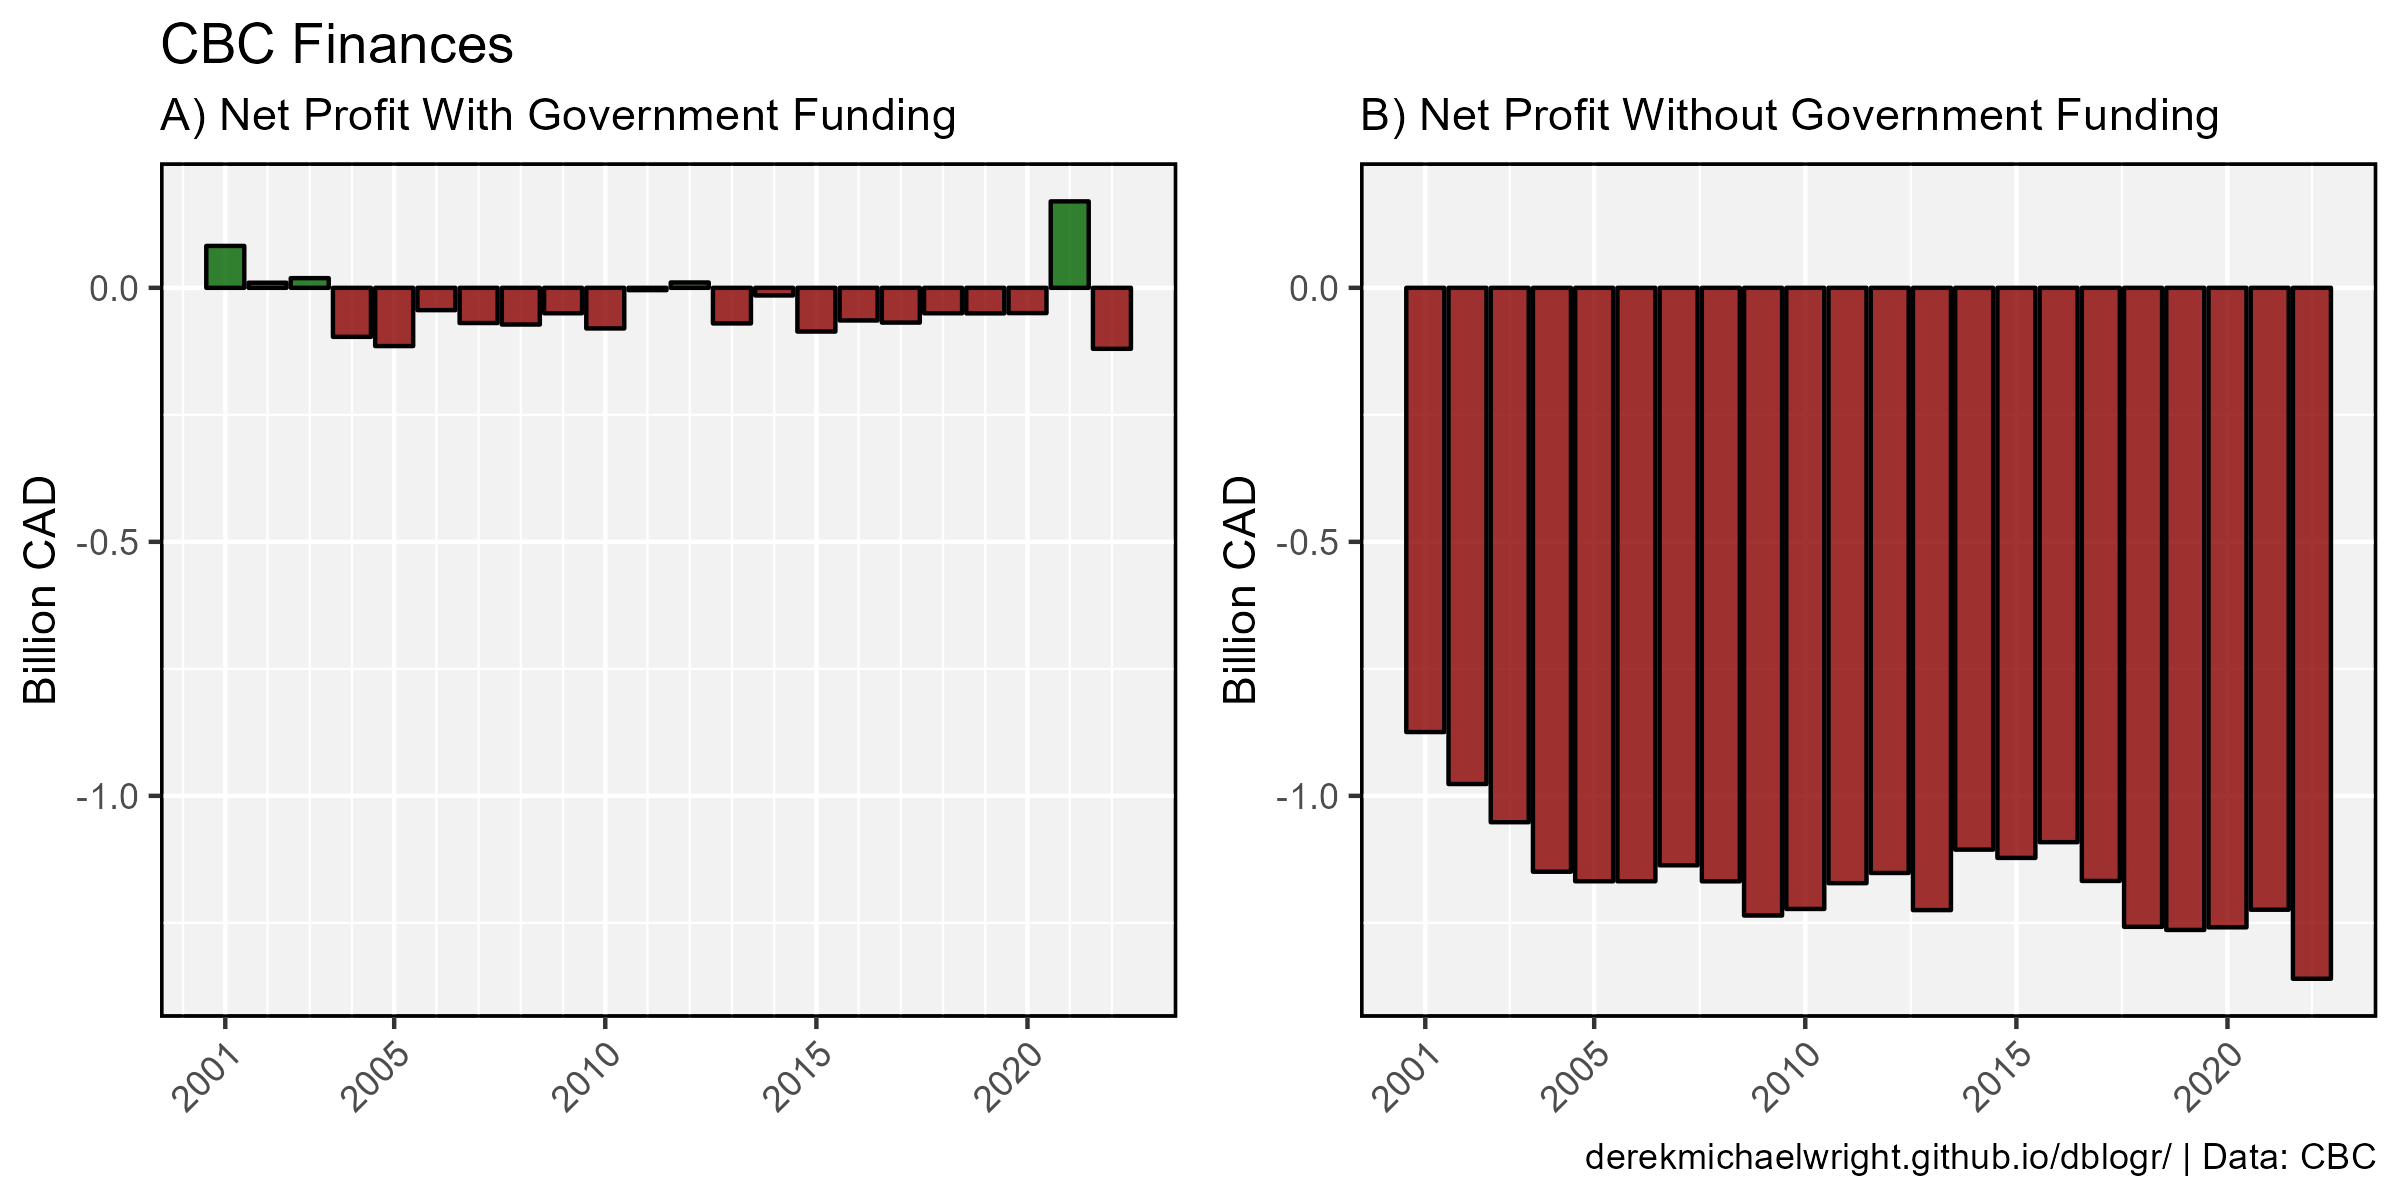 CBC Finances
A) Net Profit With Government Funding
Billion CAD
0.0
-0.5
-1.0
2001
2005
2010
2015
2020
B) Net Profit Without Government Funding
Billion CAD
0.0
-0.5
-1.0
2001
2005
2010
2015
2020
derekmichaelwright.github.io/dblogr/ | Data: CBC